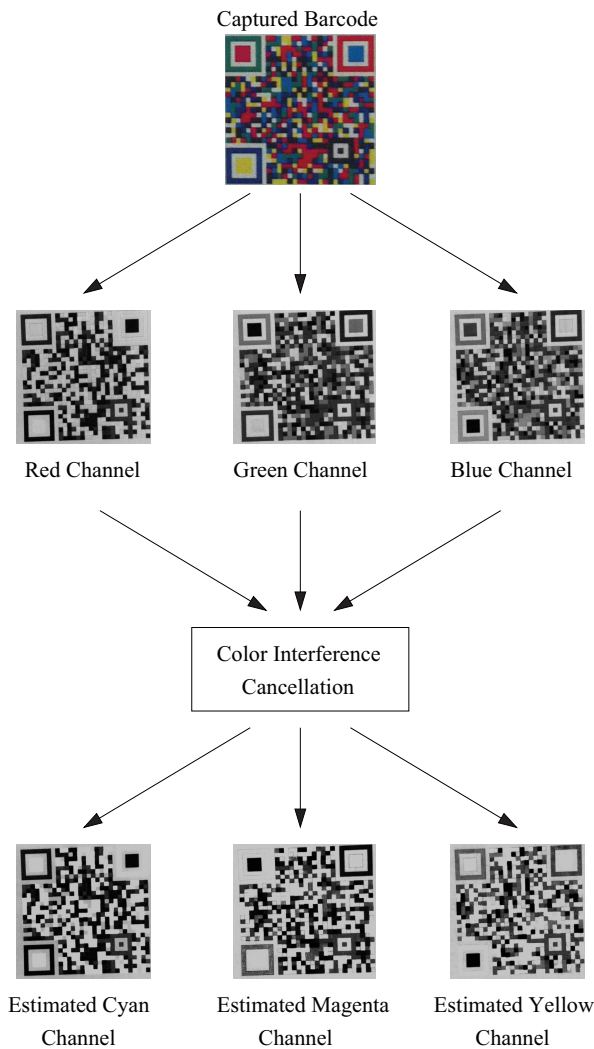 Captured Barcode
Red Channel
Green Channel
Blue Channel
Color Interference
Cancellation
Estimated Cyan
Channel
Estimated Magenta
Channel
Estimated Yellow
Channel